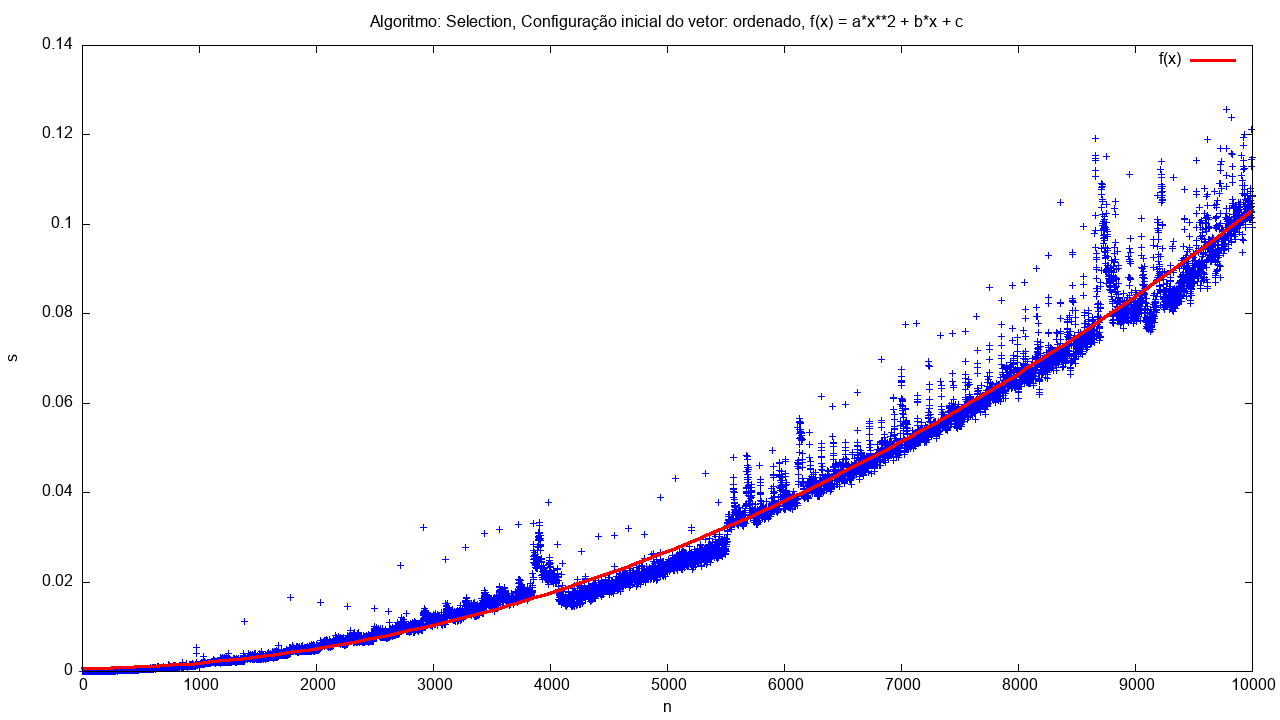 Algoritmo: Selection, Configuração inicial do vetor: ordenado, f(x) = a*x**2 + b*x + c
f(x)
0.14
0.12
0.1
0.08
0.06
0.04
0.02
0
s
0 1000 2000 3000 4000 5000 6000 7000 8000 9000 10000
n